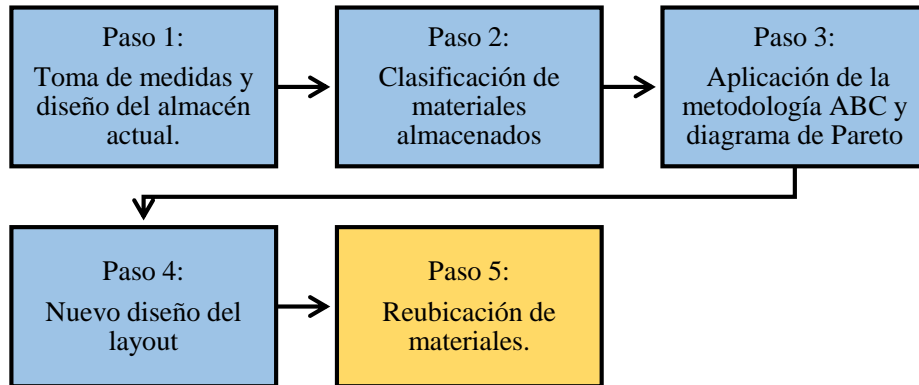 Paso 1:
Toma de medidas y
diseño del almacén
actual.
Paso 2:
Clasificación de
materiales
almacenados
Paso 3:
Aplicación de la
metodología ABC y
diagrama de Pareto
Paso 4:
Nuevo diseño del
layout
Paso 5:
Reubicación de
materiales.